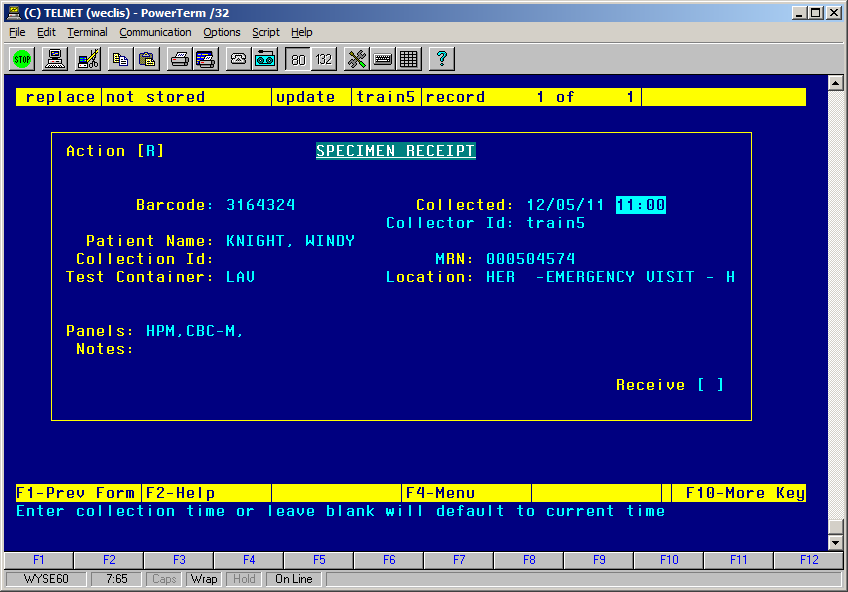 (C) TELNET (weclis) - PowerTerm /32
File Edit Terminal Communication Options Script Help
STOP 80 132 ?
replace not stored update train5 record 1 of 1
Action [R] SPECIMEN RECEIPT
Barcode: 3164324 Collected: 12/05/11 11:00
Collector Id: train5
Patient Name: KNIGHT, WINDY
Collection Id: MRN: 000504574
Test Container: LAV Location: HER -EMERGENCY VISIT - H
Panels: HPM,CBC-M,
Notes:
Receive [ ]
F1-Prev Form F2-Help F4-Menu F10-More Key
Enter collection time or leave blank will default to current time
F1 F2 F3 F4 F5 F6 F7 F8 F9 F10 F11 F12
WYSE60 7:65 Caps Wrap Hold On Line